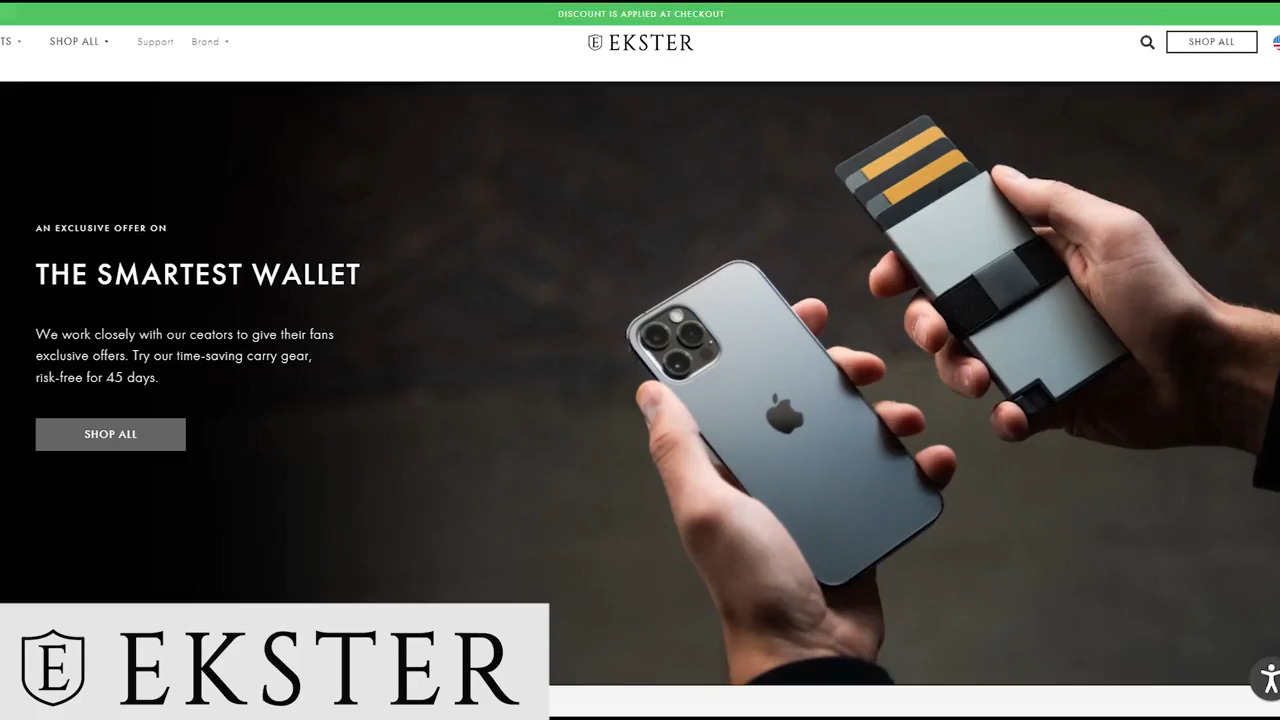 DISCOUNT IS APPLIED AT CHECKOUT
TS SHOP ALL Support Brand
E EKSTER
SHOP ALL
AN EXCLUSIVE OFFER ON
THE SMARTEST WALLET
We work closely with our ceators to give their fans
exclusive offers. Try our time-saving carry gear,
risk-free for 45 days.
SHOP ALL
E EKSTER